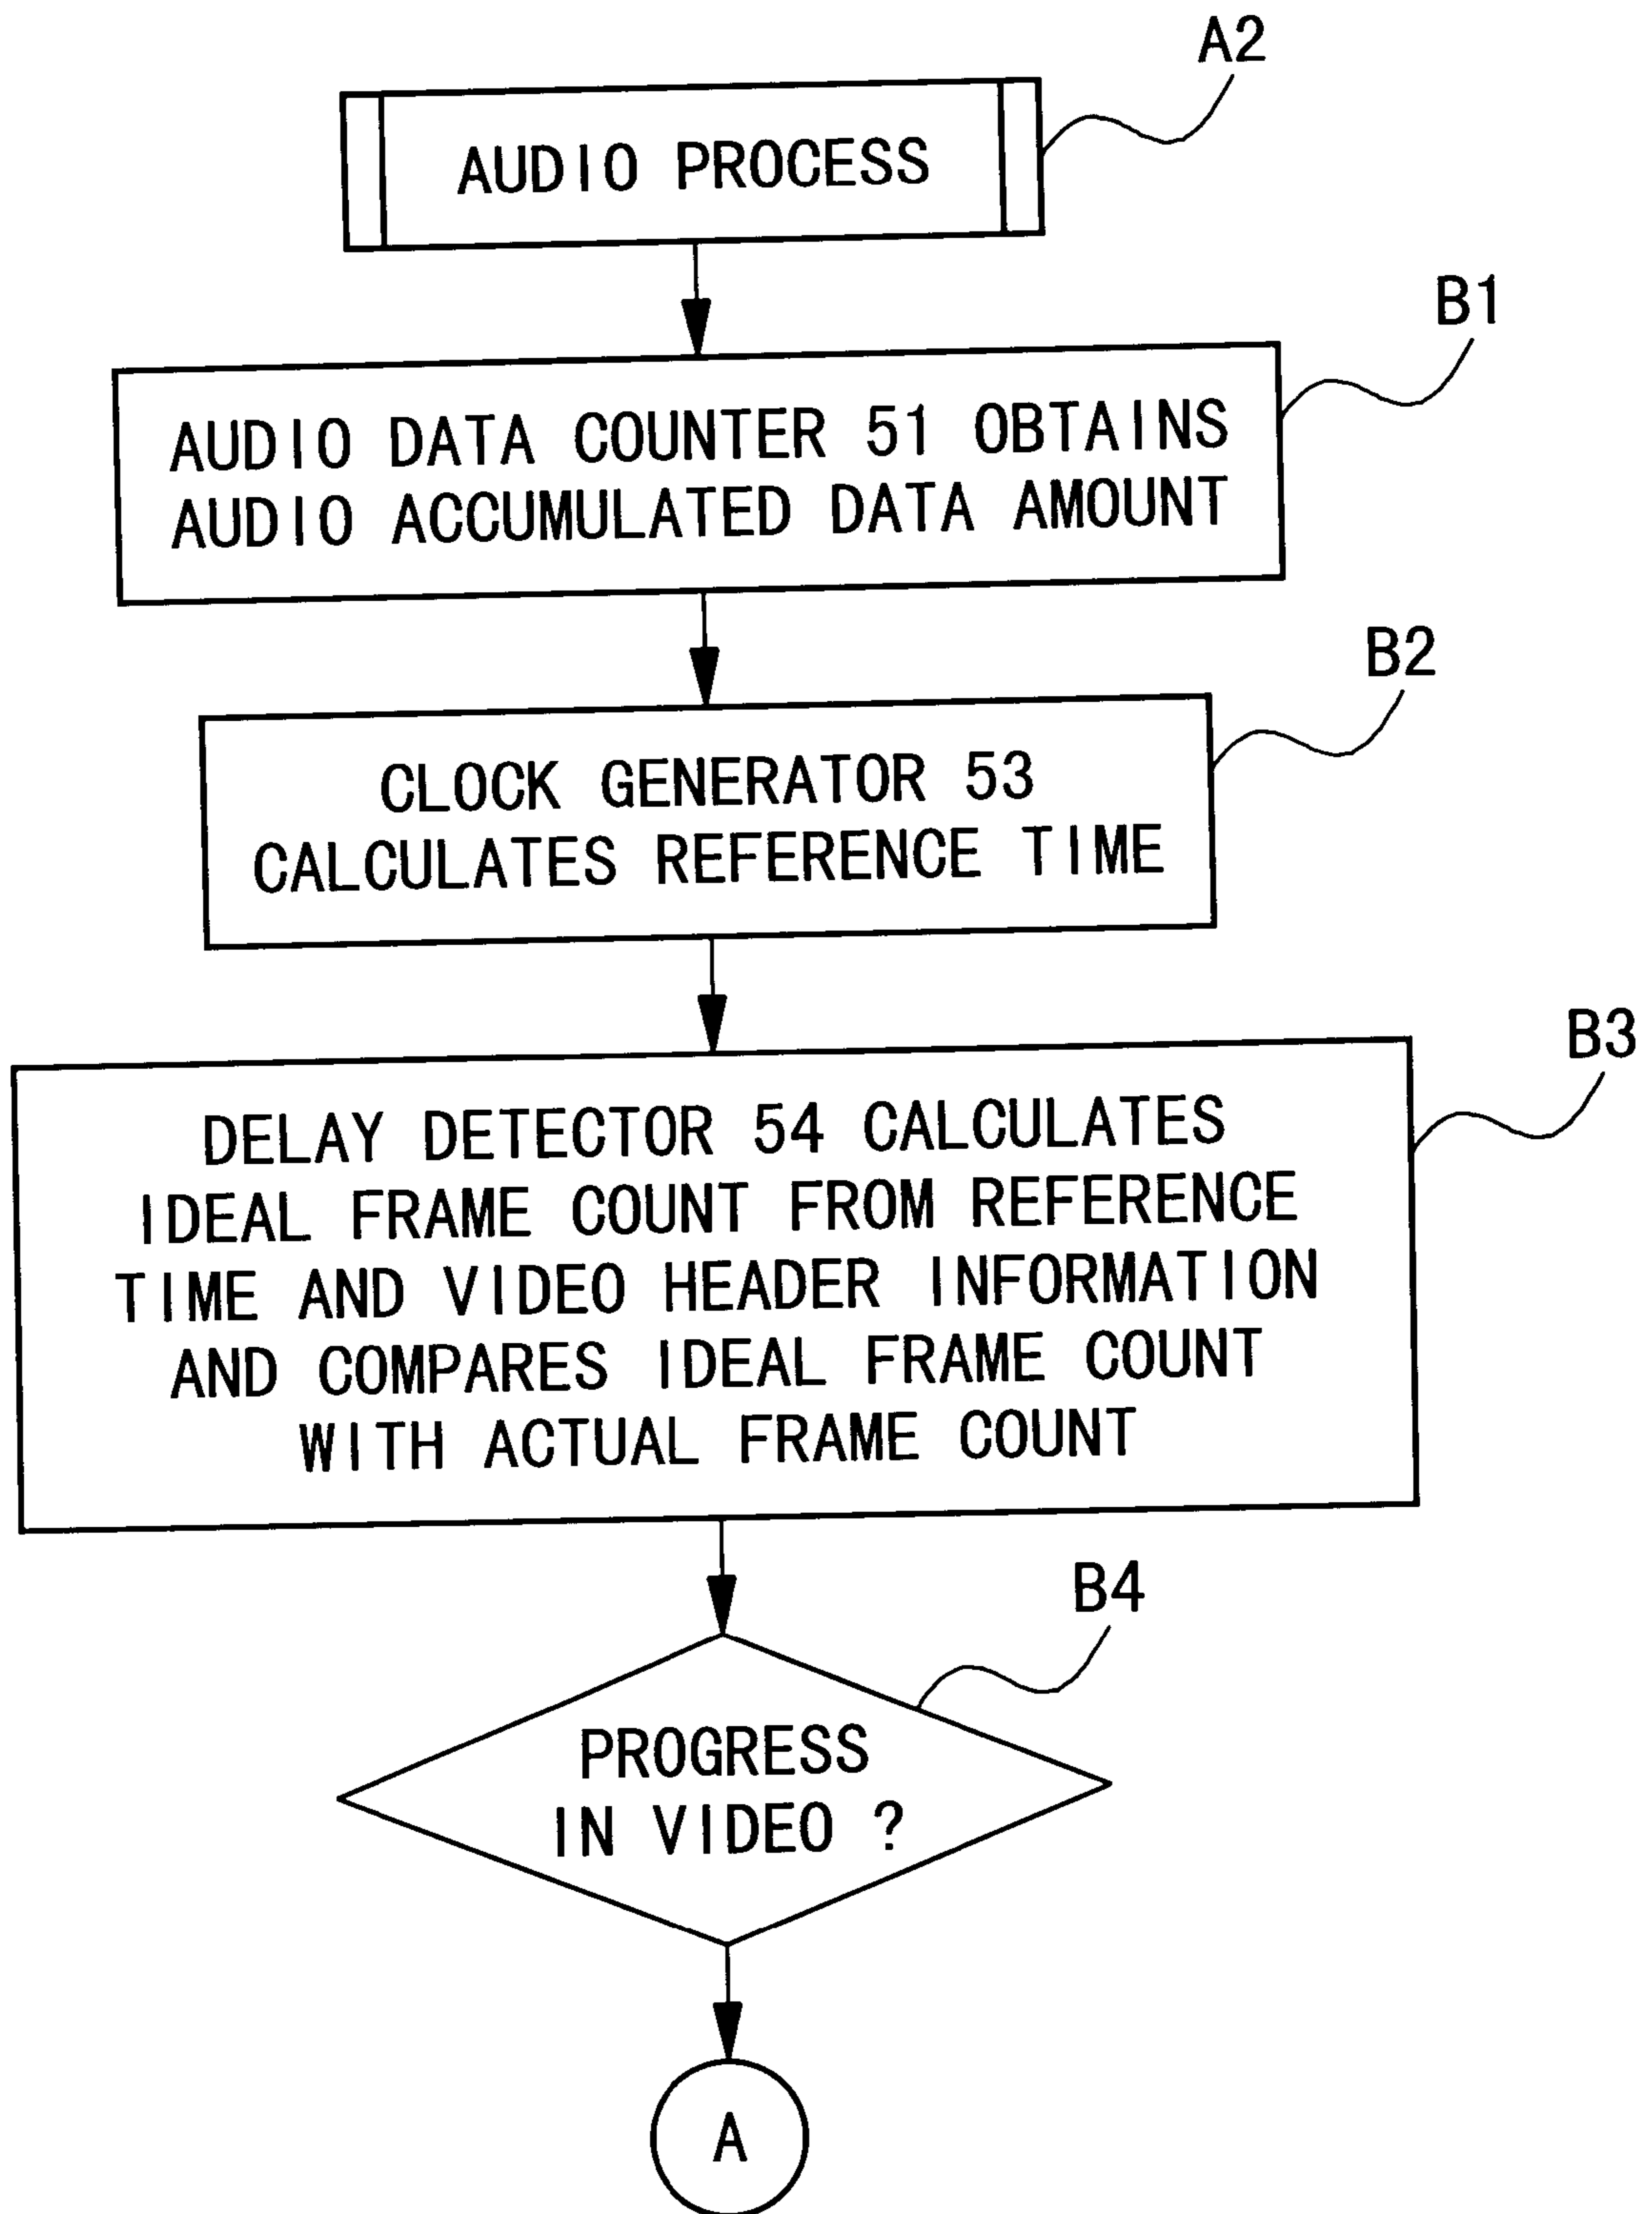 A2
AUDIO PROCESS
B1
AUDIO DATA COUNTER 51 OBTAINS
AUDIO ACCUMULATED DATA AMOUNT
B2
CLOCK GENERATOR 53
CALCULATES REFERENCE TIME
B3
DELAY DETECTOR 54 CALCULATES
IDEAL FRAME COUNT FROM REFERENCE
TIME AND VIDEO HEADER INFORMATION
AND COMPARES IDEAL FRAME COUNT
WITH ACTUAL FRAME COUNT
B4
PROGRESS
IN VIDEO ?
A